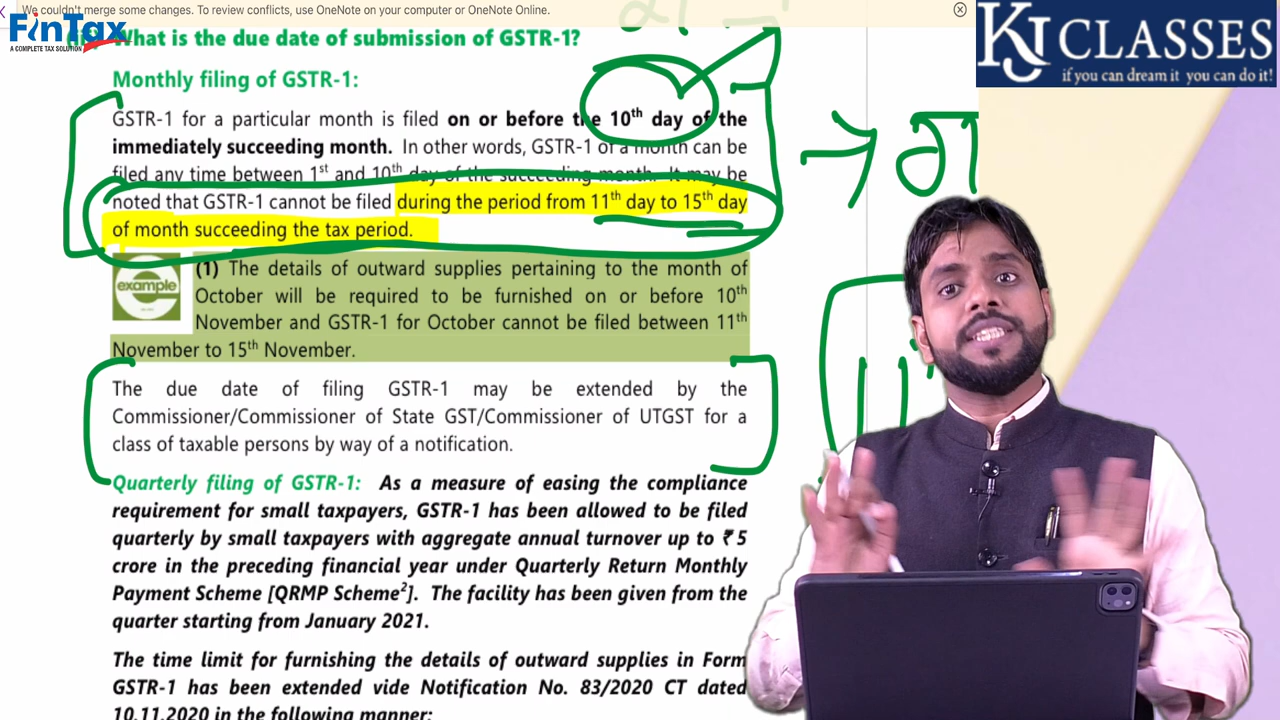 We couldn't merge some changes. To review conflicts, use OneNote on your computer or OneNote Online.
FinTax
A COMPLETE TAX SOLUTION
What is the due date of submission of GSTR-1?
KJ CLASSES
if you can dream it you can do it!
Monthly filing of GSTR-1:
GSTR-1 for a particular month is filed on or before the 10th day of the
immediately succeeding month. In other words, GSTR-1 of a month can be
filed any time between 1st and 10th day of the succeeding month. It may be
noted that GSTR-1 cannot be filed during the period from 11th day to 15th day
of month succeeding the tax period.
example
(1) The details of outward supplies pertaining to the month of
October will be required to be furnished on or before 10th
November and GSTR-1 for October cannot be filed between 11th
November to 15th November.
The due date of filing GSTR-1 may be extended by the
Commissioner/Commissioner of State GST/Commissioner of UTGST for a
class of taxable persons by way of a notification.
Quarterly filing of GSTR-1: As a measure of easing the compliance
requirement for small taxpayers, GSTR-1 has been allowed to be filed
quarterly by small taxpayers with aggregate annual turnover up to ₹ 5
crore in the preceding financial year under Quarterly Return Monthly
Payment Scheme [QRMP Scheme2]. The facility has been given from the
quarter starting from January 2021.
The time limit for furnishing the details of outward supplies in Form
GSTR-1 has been extended vide Notification No. 83/2020 CT dated
10.11.2020 in the following manner: